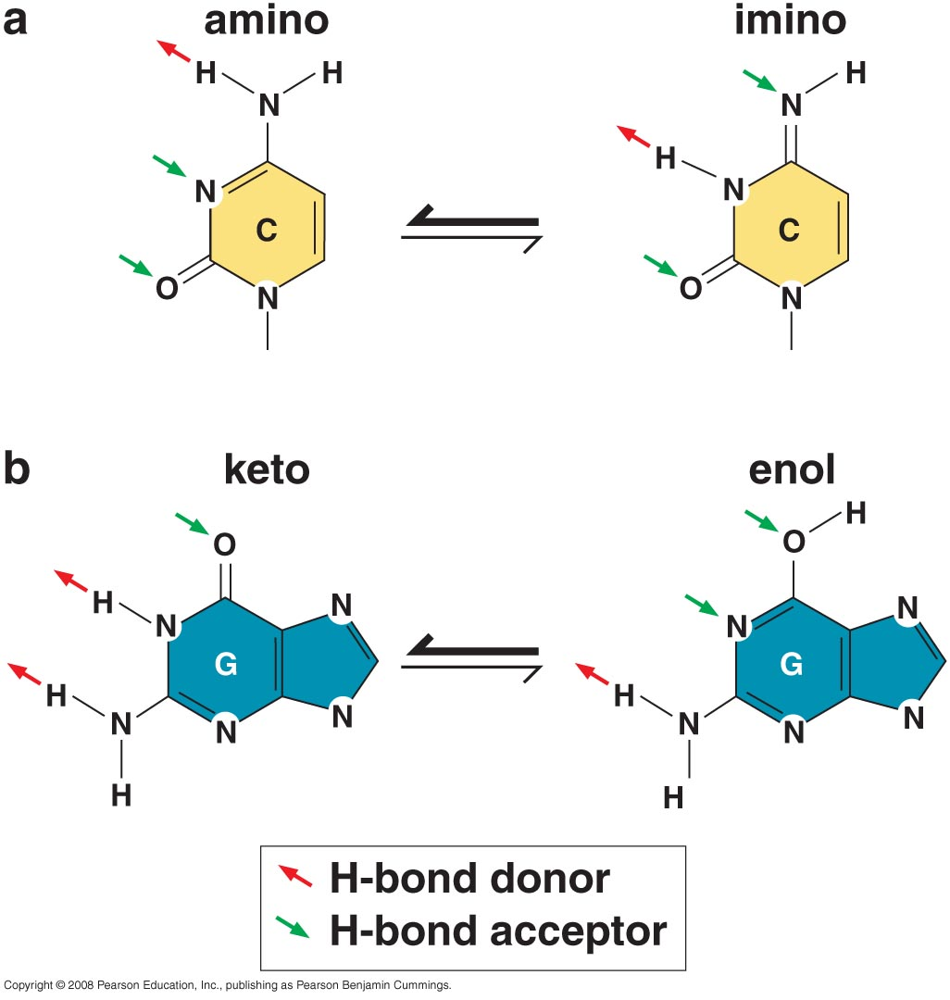 a amino imino
H H N H
N H N
N C C
O N O N
b keto enol
O H O
H N N N N
G G
H N N N H N N N
H H
H-bond donor
H-bond acceptor
Copyright © 2008 Pearson Education, Inc., publishing as Pearson Benjamin Cummings.